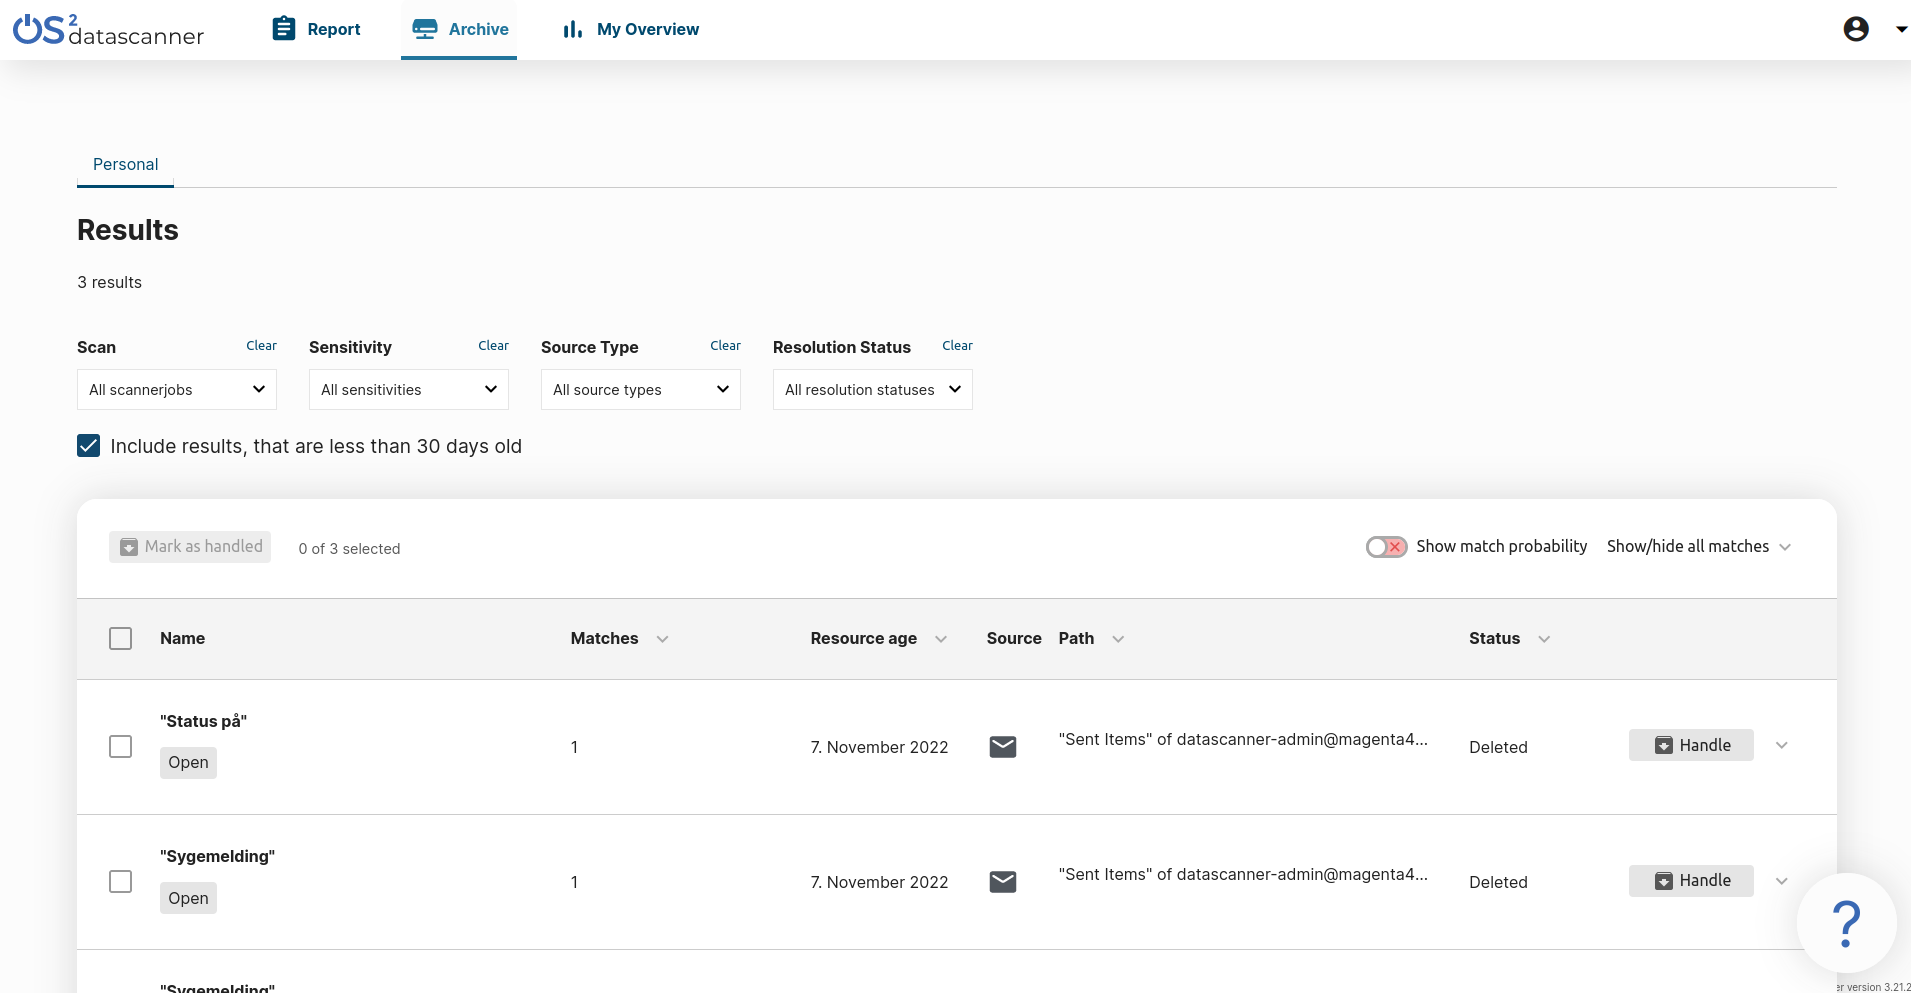 OS2datascanner
Report
Archive
My Overview
Personal
Results
3 results
Scan Clear
Sensitivity Clear
Source Type Clear
Resolution Status Clear
All scannerjobs
All sensitivities
All source types
All resolution statuses
Include results, that are less than 30 days old
Mark as handled
0 of 3 selected
Show match probability
Show/hide all matches
Name Matches Resource age Source Path Status
"Status på"
Open
1
7. November 2022
"Sent Items" of datascanner-admin@magenta4...
Deleted
Handle
"Sygemelding"
Open
1
7. November 2022
"Sent Items" of datascanner-admin@magenta4...
Deleted
Handle
?
"Sygemelding"
version 3.21.2